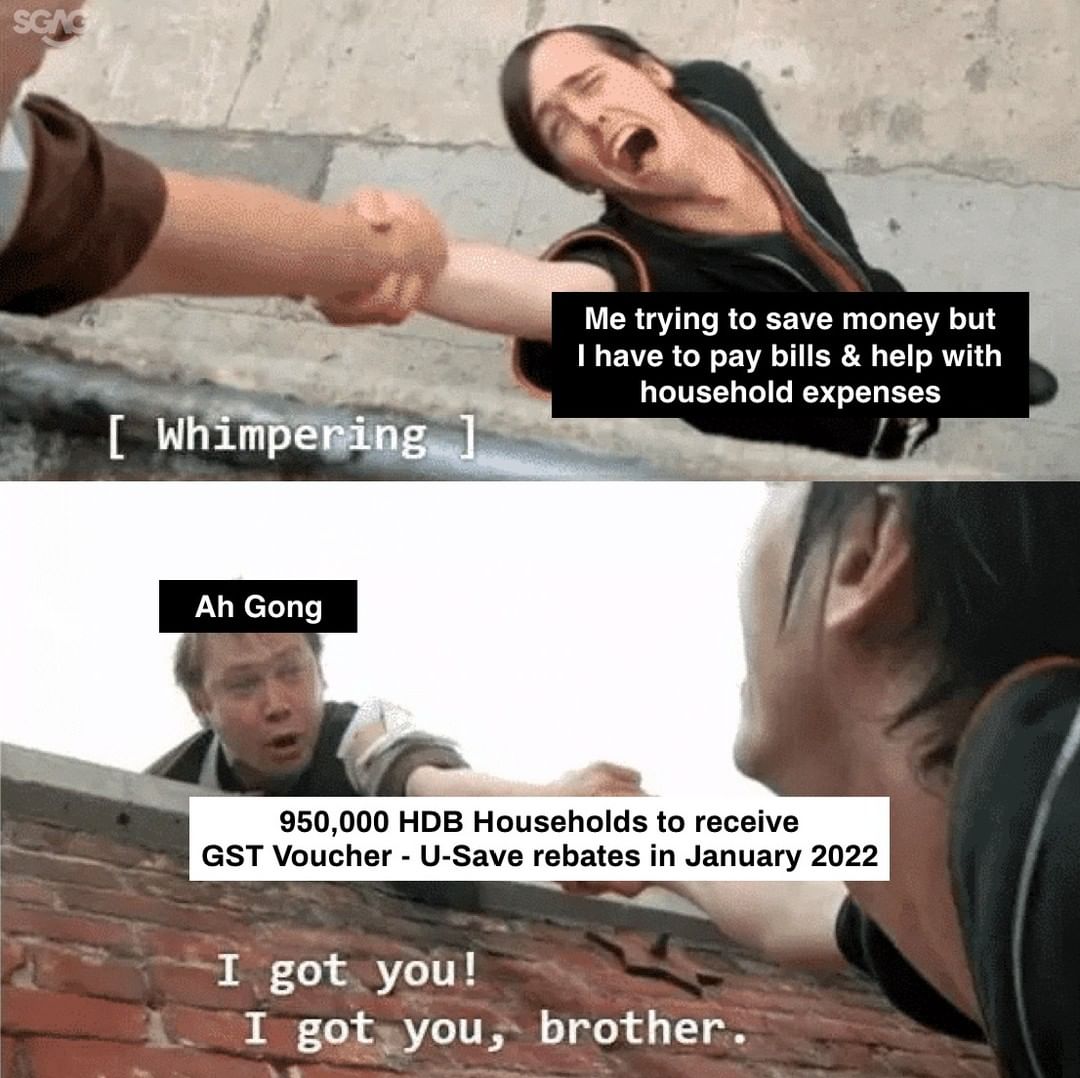 SGAG
Me trying to save money but
I have to pay bills & help with
household expenses
[ Whimpering ]
Ah Gong
950,000 HDB Households to receive
GST Voucher - U-Save rebates in January 2022
I got you!
I got you, brother.